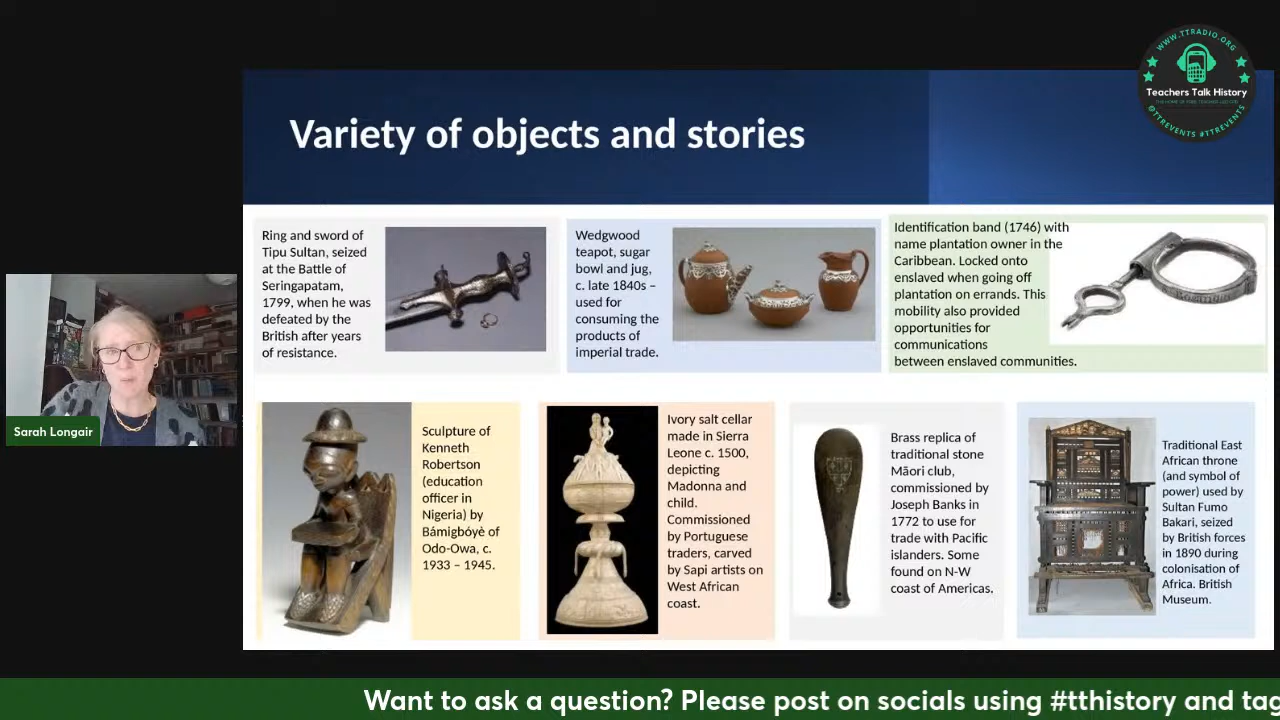 WWW.TTRADIO.ORG
Teachers Talk History
@TTREVENTS #TTREVENTS
Variety of objects and stories
Ring and sword of
Tipu Sultan, seized
at the Battle of
Seringapatam,
1799, when he was
defeated by the
British after years
of resistance.
Wedgwood
teapot, sugar
bowl and jug,
c. late 1840s –
used for
consuming the
products of
imperial trade.
Identification band (1746) with
name plantation owner in the
Caribbean. Locked onto
enslaved when going off
plantation on errands. This
mobility also provided
opportunities for
communications
between enslaved communities.
Sarah Longair
Sculpture of
Kenneth
Robertson
(education
officer in
Nigeria) by
Bámigbóyè of
Odo-Owa, c.
1933 – 1945.
Ivory salt cellar
made in Sierra
Leone c. 1500,
depicting
Madonna and
child.
Commissioned
by Portuguese
traders, carved
by Sapi artists on
West African
coast.
Brass replica of
traditional stone
Māori club,
commissioned by
Joseph Banks in
1772 to use for
trade with Pacific
islanders. Some
found on N-W
coast of Americas.
Traditional East
African throne
(and symbol of
power) used by
Sultan Fumo
Bakari, seized
by British forces
in 1890 during
colonisation of
Africa. British
Museum.
Want to ask a question? Please post on socials using #tthistory and tag